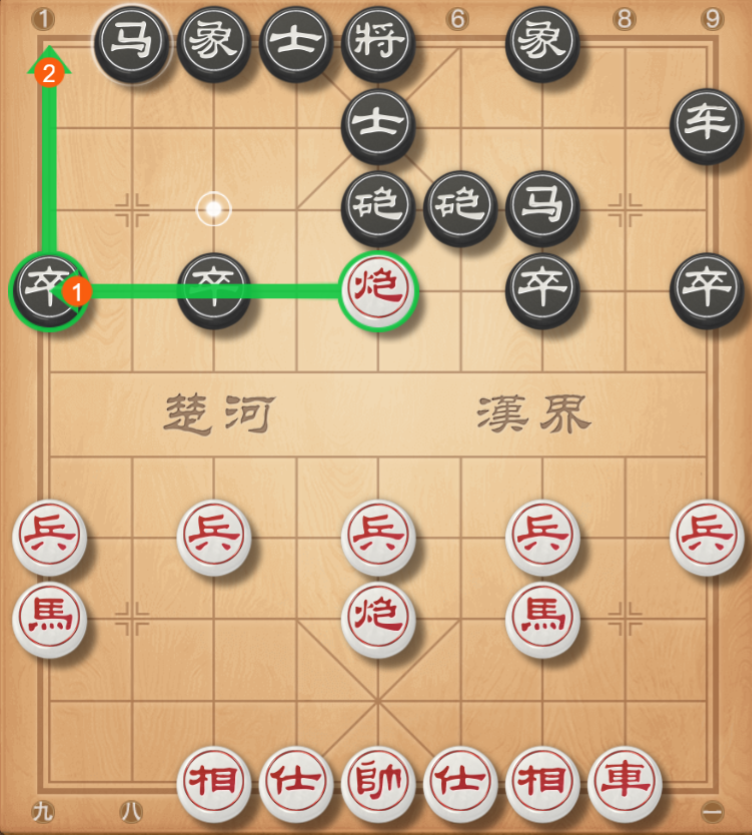 1 6 8 9
马 象 士 将 象
2
士 车
砲 砲 马
卒 1 卒 炮 卒 卒
楚河 漢界
兵 兵 兵 兵 兵
馬 炮 馬
相 仕 帥 仕 相 車
九 八 一